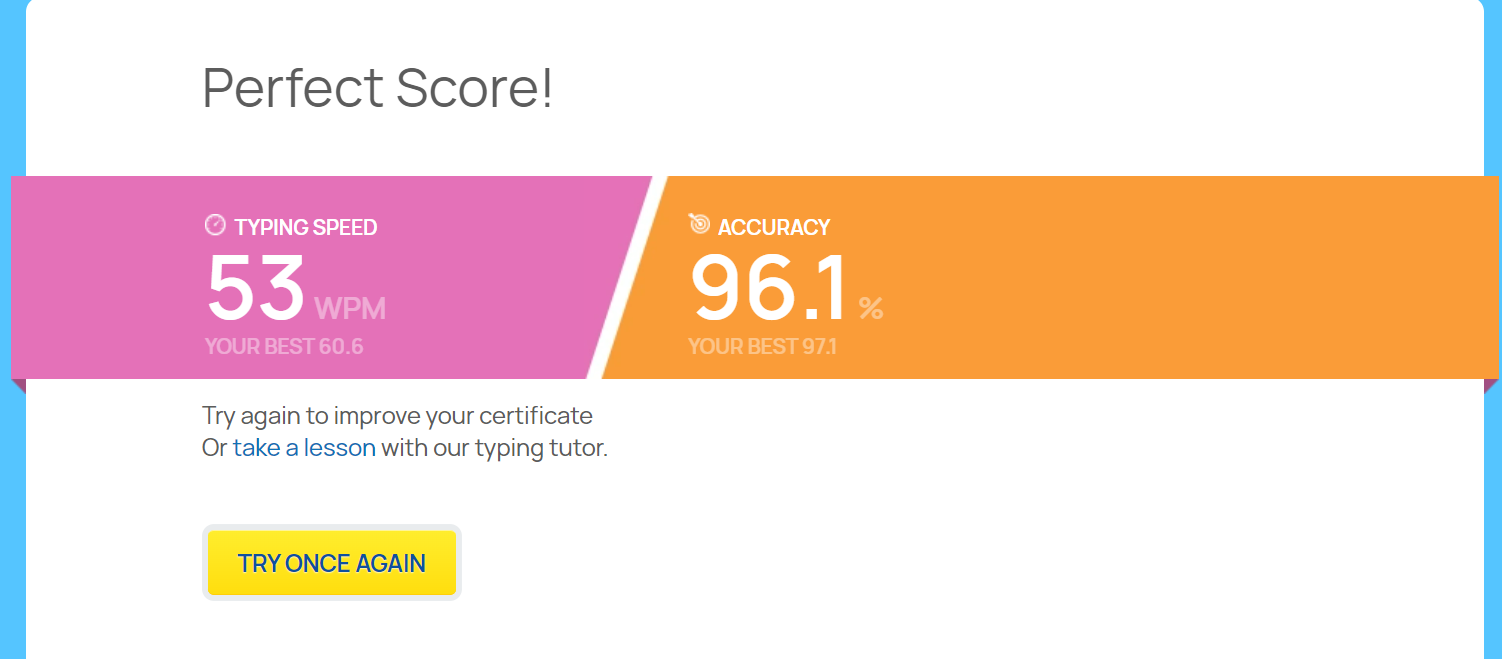 Perfect Score!
TYPING SPEED
53 WPM
YOUR BEST 60.6
ACCURACY
96.1 %
YOUR BEST 97.1
Try again to improve your certificate
Or take a lesson with our typing tutor.
TRY ONCE AGAIN